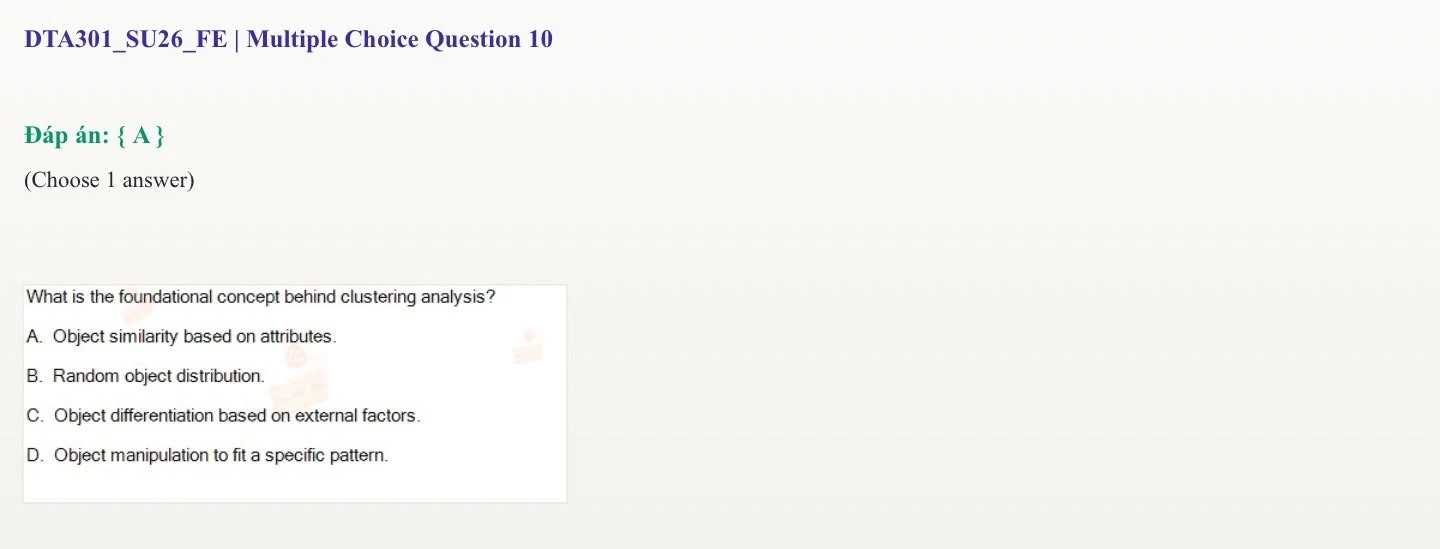 DTA301_SU26_FE | Multiple Choice Question 10
Đáp án: { A }
(Choose 1 answer)
What is the foundational concept behind clustering analysis?
A. Object similarity based on attributes.
B. Random object distribution.
C. Object differentiation based on external factors.
D. Object manipulation to fit a specific pattern.